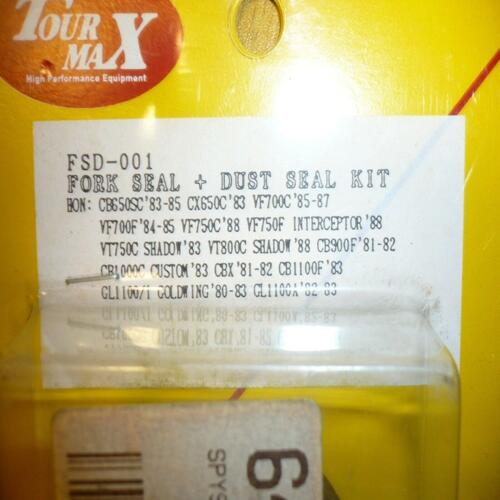 TOUR
MAX
High Performance Equipment
FSD-001
FORK SEAL + DUST SEAL KIT
HON: CB650SC'83-85 CX650C'83 VF700C'85-87
VF700F'84-85 VF750C'88 VF750F INTERCEPTOR'88
VT750C SHADOW'83 VT800C SHADOW'88 CB900F'81-82
CB1000C CUSTOM'83 CBX'81-82 CB1100F'83
GL1100/I GOLDWING'80-83 GL1100A'82-83